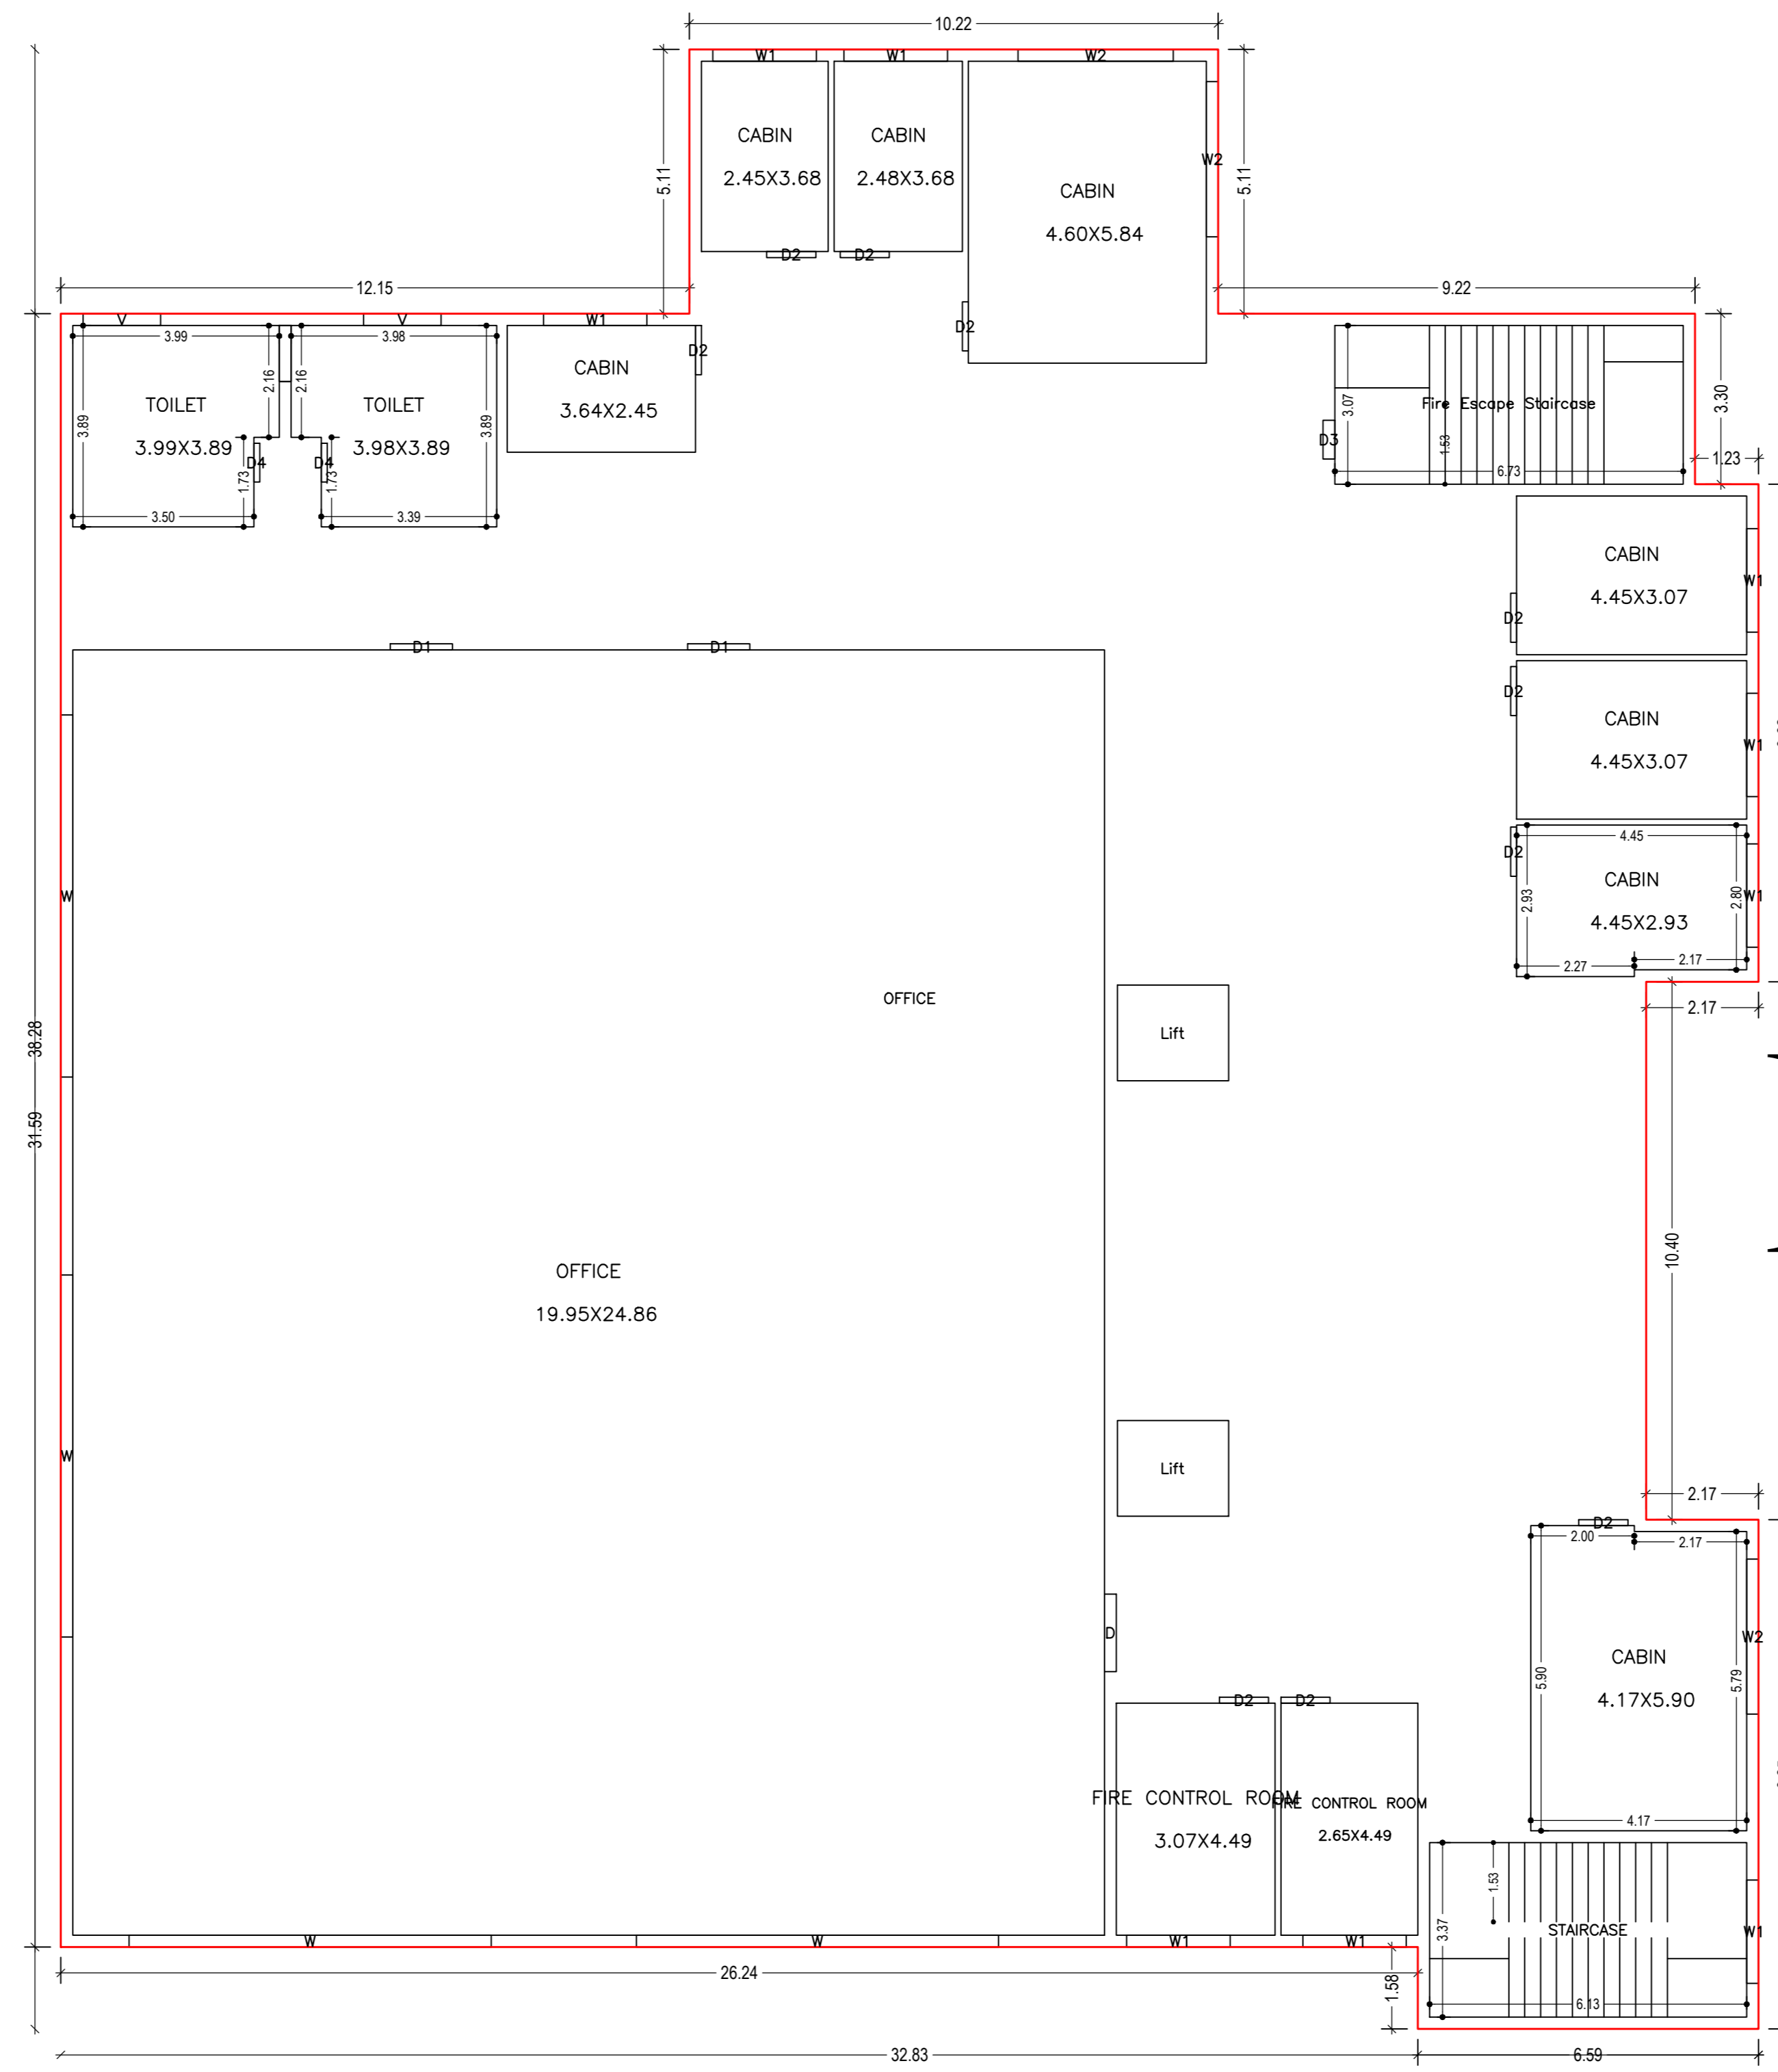 10.22
W1
W1
W2
CABIN
2.45X3.68
CABIN
2.48X3.68
W2
5.11
5.11
CABIN
4.60X5.84
D2
D2
12.15
9.22
V
V
W1
D2
3.99
3.98
D2
2.16
2.16
CABIN
3.64X2.45
TOILET
3.99X3.89
TOILET
3.98X3.89
3.89
3.89
D4
D4
1.73
1.73
3.50
3.39
3.07
Fire Escape Staircase
3.30
D3
1.53
6.73
1.23
CABIN
4.45X3.07
W1
D2
D1
D1
D2
CABIN
4.45X3.07
W1
4.45
D2
CABIN
4.45X2.93
2.93
2.80
W1
2.27
2.17
W
OFFICE
Lift
2.17
38.28
31.59
10.40
OFFICE
19.95X24.86
W
Lift
2.17
D2
2.00
2.17
D
W2
CABIN
4.17X5.90
5.90
5.79
D2
D2
FIRE CONTROL ROOM
3.07X4.49
FIRE CONTROL ROOM
2.65X4.49
4.17
1.53
3.37
STAIRCASE
W1
W
W
W1
W1
26.24
1.58
6.13
32.83
6.59